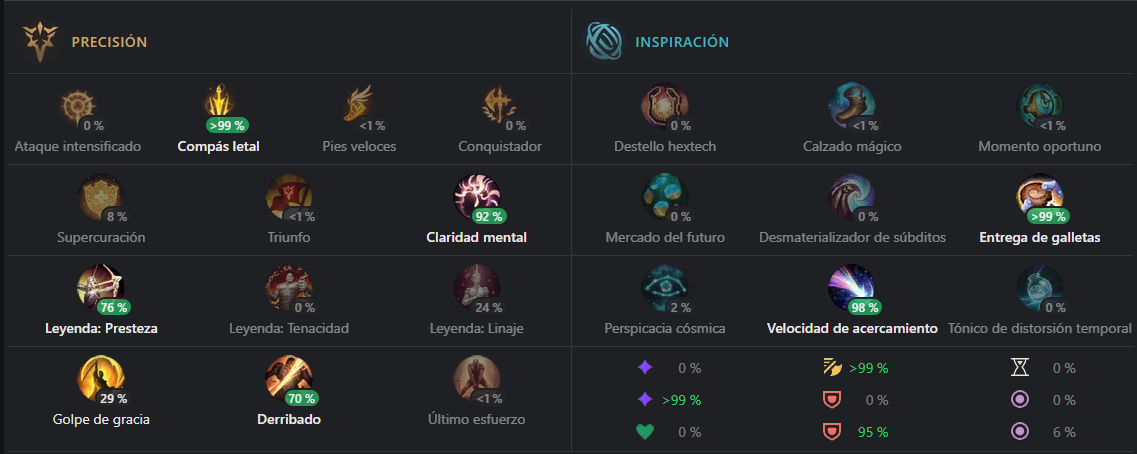 PRECISIÓN
0 %
>99 %
<1 %
0 %
Ataque intensificado
Compás letal
Pies veloces
Conquistador
8 %
<1 %
92 %
Supercuración
Triunfo
Claridad mental
76 %
0 %
24 %
Leyenda: Presteza
Leyenda: Tenacidad
Leyenda: Linaje
29 %
70 %
<1 %
Golpe de gracia
Derribado
Último esfuerzo
INSPIRACIÓN
0 %
<1 %
<1 %
Destello hextech
Calzado mágico
Momento oportuno
0 %
0 %
>99 %
Mercado del futuro
Desmaterializador de súbditos
Entrega de galletas
2 %
98 %
0 %
Perspicacia cósmica
Velocidad de acercamiento
Tónico de distorsión temporal
0 %
>99 %
0 %
>99 %
0 %
0 %
0 %
95 %
6 %